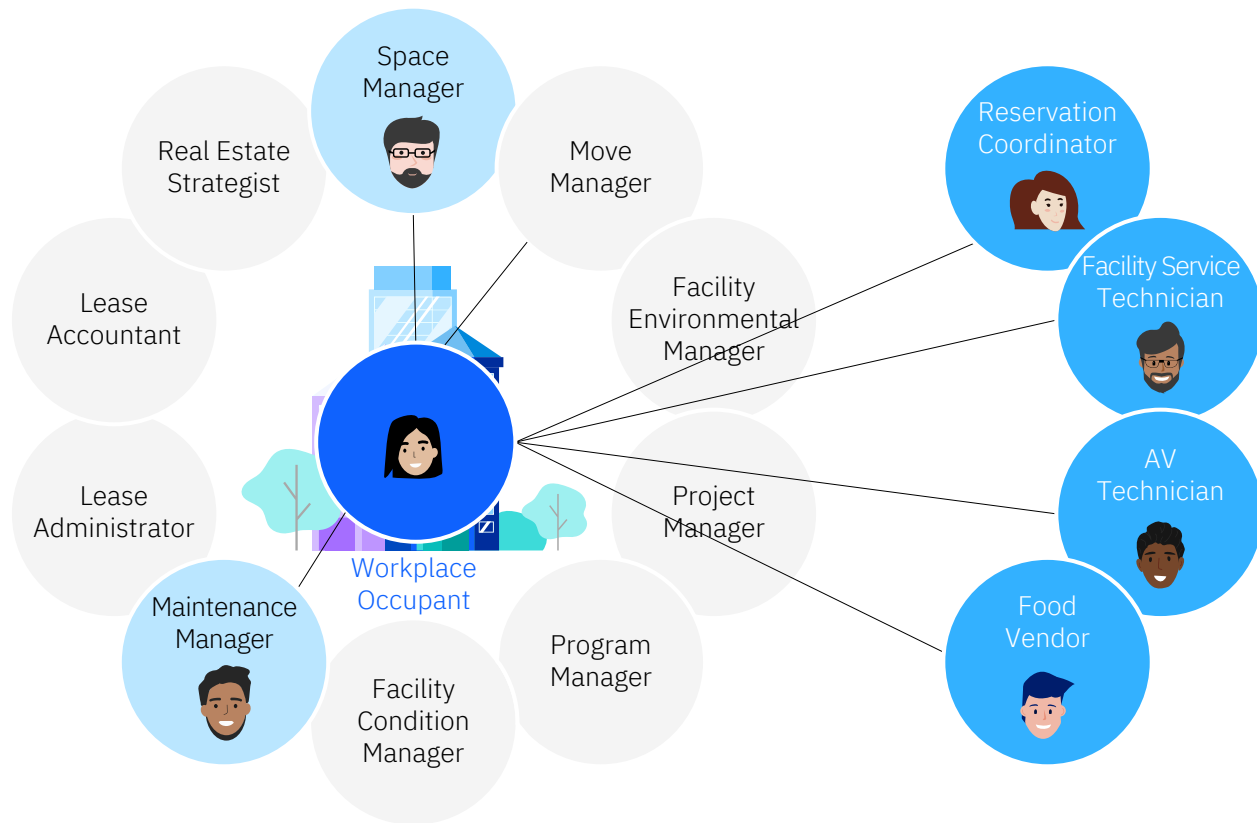 Space
Manager
Real Estate
Strategist
Move
Manager
Reservation
Coordinator
Lease
Accountant
Facility
Environmental
Manager
Facility Service
Technician
Lease
Administrator
Project
Manager
AV
Technician
Workplace
Occupant
Maintenance
Manager
Facility
Condition
Manager
Program
Manager
Food
Vendor